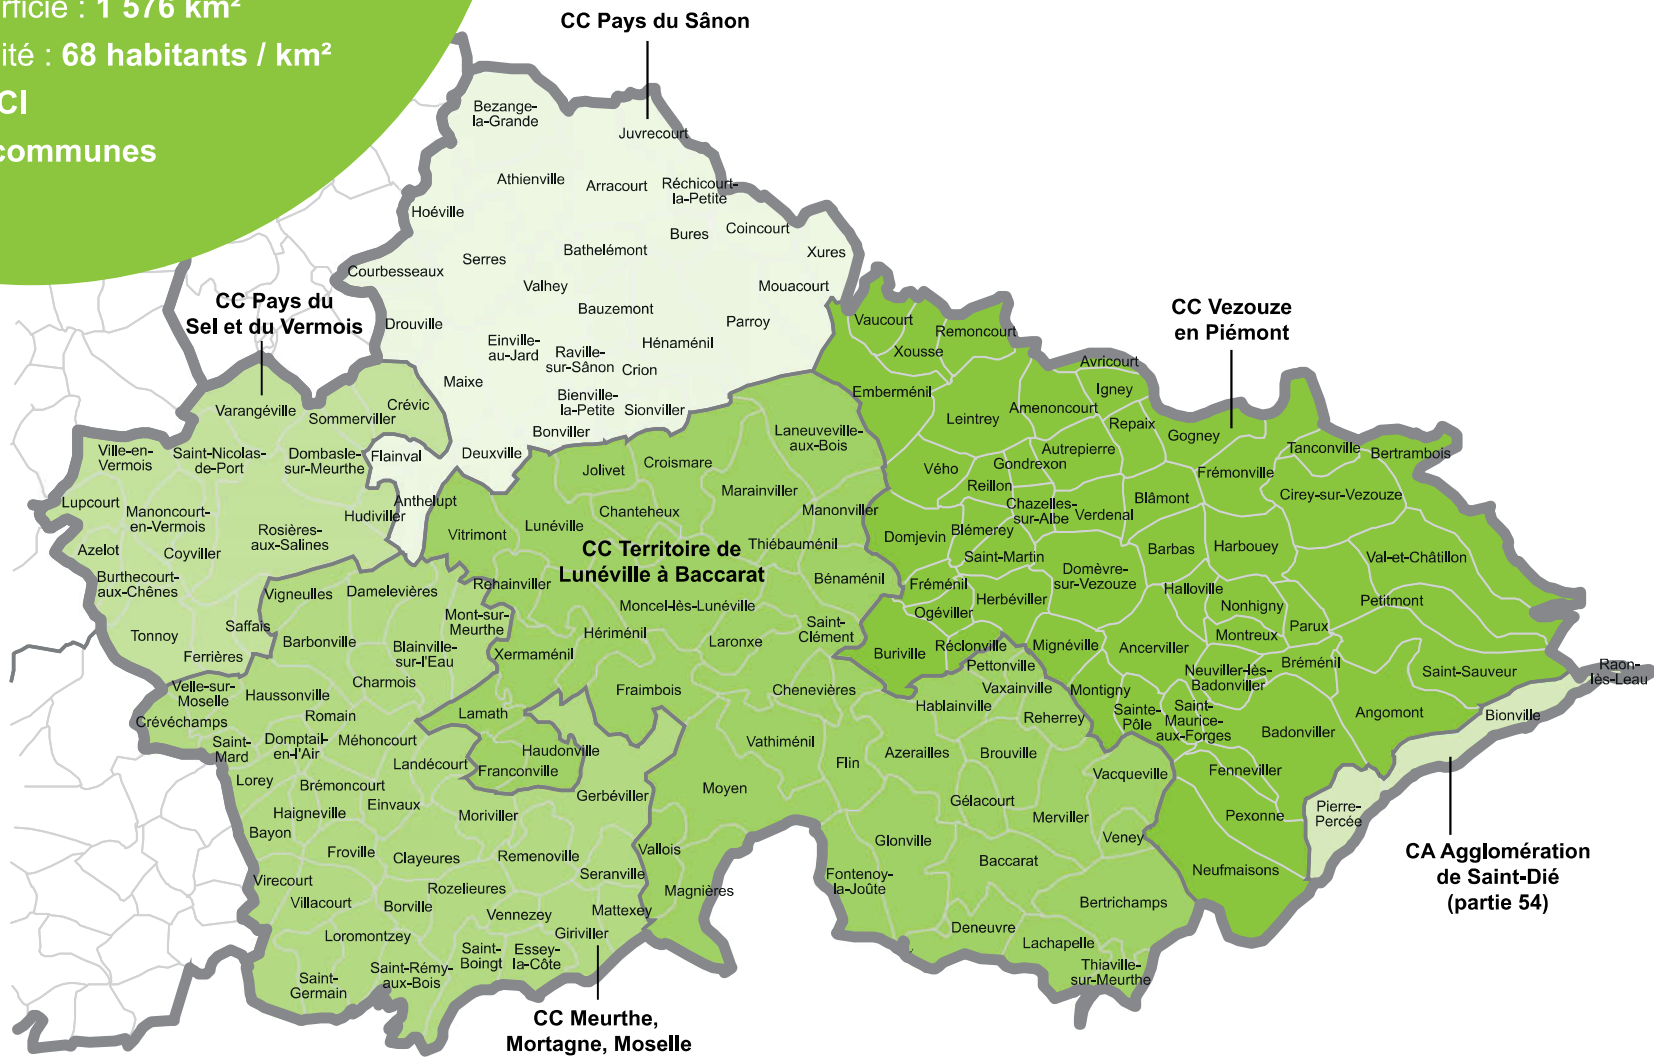 : 1 576 km²
: 68 habitants / km²
communes
CC Pays du Sânon
CC Pays du
Sel et du Vermois
CC Vezouze
en Piémont
CC Territoire de
Lunéville à Baccarat
CA Agglomération
de Saint-Dié
(partie 54)
CC Meurthe,
Mortagne, Moselle
Bezange-
la-Grande
Juvrecourt
Athienville
Arracourt
Réchicourt-
la-Petite
Hoéville
Bures
Coincourt
Bathelémont
Xures
Serres
Courbesseaux
Valhey
Mouacourt
Bauzemont
Parroy
Drouville
Einville-
au-Jard
Hénaménil
Raville-
sur-Sânon
Crion
Maixe
Bienville-
la-Petite
Sionviller
Bonviller
Deuxville
Flainval
Anthelupt
Varangéville
Sommerviller
Crévic
Ville-en-
Vermois
Saint-Nicolas-
de-Port
Dombasle-
sur-Meurthe
Lupcourt
Manoncourt-
en-Vermois
Hudiviller
Rosières-
aux-Salines
Azelot
Coyviller
Burthecourt-
aux-Chênes
Tonnoy
Saffais
Ferrières
Vigneulles
Damelevières
Barbonville
Mont-sur-
Meurthe
Blainville-
sur-l'Eau
Charmois
Velle-sur-
Moselle
Haussonville
Crévéchamps
Romain
Saint-
Mard
Domptail-
en-l'Air
Méhoncourt
Landécourt
Lorey
Brémoncourt
Einvaux
Haigneville
Bayon
Moriviller
Gerbéviller
Froville
Clayeures
Remenoville
Seranville
Virecourt
Villacourt
Rozelieures
Borville
Vennezey
Mattexey
Giriviller
Loromontzey
Saint-
Boingt
Essey-
la-Côte
Saint-Rémy-
aux-Bois
Saint-
Germain
Laneuveville-
aux-Bois
Jolivet
Croismare
Marainviller
Manonviller
Chanteheux
Lunéville
Vitrimont
Thiébauménil
Bénaménil
Rehainviller
Moncel-lès-Lunéville
Saint-
Clément
Hériménil
Laronxe
Xermaménil
Fraimbois
Chenevières
Lamath
Haudonville
Franconville
Vathiménil
Flin
Moyen
Vallois
Magnières
Pettonville
Vaxainville
Hablainville
Reherrey
Azerailles
Brouville
Vacqueville
Gélacourt
Merviller
Veney
Glonville
Baccarat
Fontenoy-
la-Joûte
Bertrichamps
Deneuvre
Lachapelle
Thiaville-
sur-Meurthe
Vaucourt
Remoncourt
Xousse
Avricourt
Emberménil
Igney
Leintrey
Amenoncourt
Repaix
Gogney
Autrepierre
Tanconville
Bertrambois
Vého
Gondrexon
Frémonville
Reillon
Cirey-sur-Vezouze
Chazelles-
sur-Albe
Verdenal
Blâmont
Domjevin
Blémerey
Saint-Martin
Barbas
Harbouey
Val-et-Châtillon
Domèvre-
sur-Vezouze
Fréménil
Herbéviller
Halloville
Ogéviller
Nonhigny
Petitmont
Montreux
Parux
Buriville
Réclonville
Mignéville
Ancerviller
Neuviller-lès-
Badonviller
Bréménil
Saint-Sauveur
Montigny
Sainte-
Pôle
Saint-
Maurice-
aux-Forges
Angomont
Badonviller
Fenneviller
Pexonne
Neufmaisons
Raon-
lès-Leau
Bionville
Pierre-
Percée